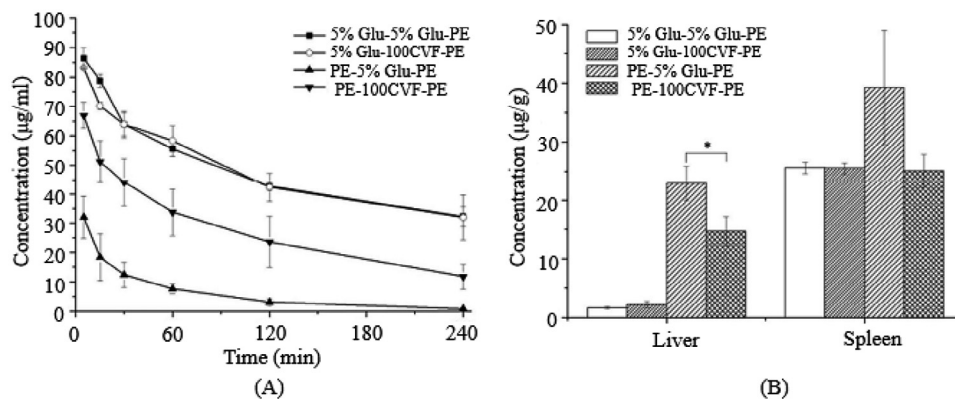 100
90
80
70
60
50
40
30
20
10
0
Concentration (μg/ml)
5% Glu-5% Glu-PE
5% Glu-100CVF-PE
PE-5% Glu-PE
PE-100CVF-PE
0 60 120 180 240
Time (min)
(A)
50
40
30
20
10
0
Concentration (μg/g)
5% Glu-5% Glu-PE
5% Glu-100CVF-PE
PE-5% Glu-PE
PE-100CVF-PE
*
Liver Spleen
(B)